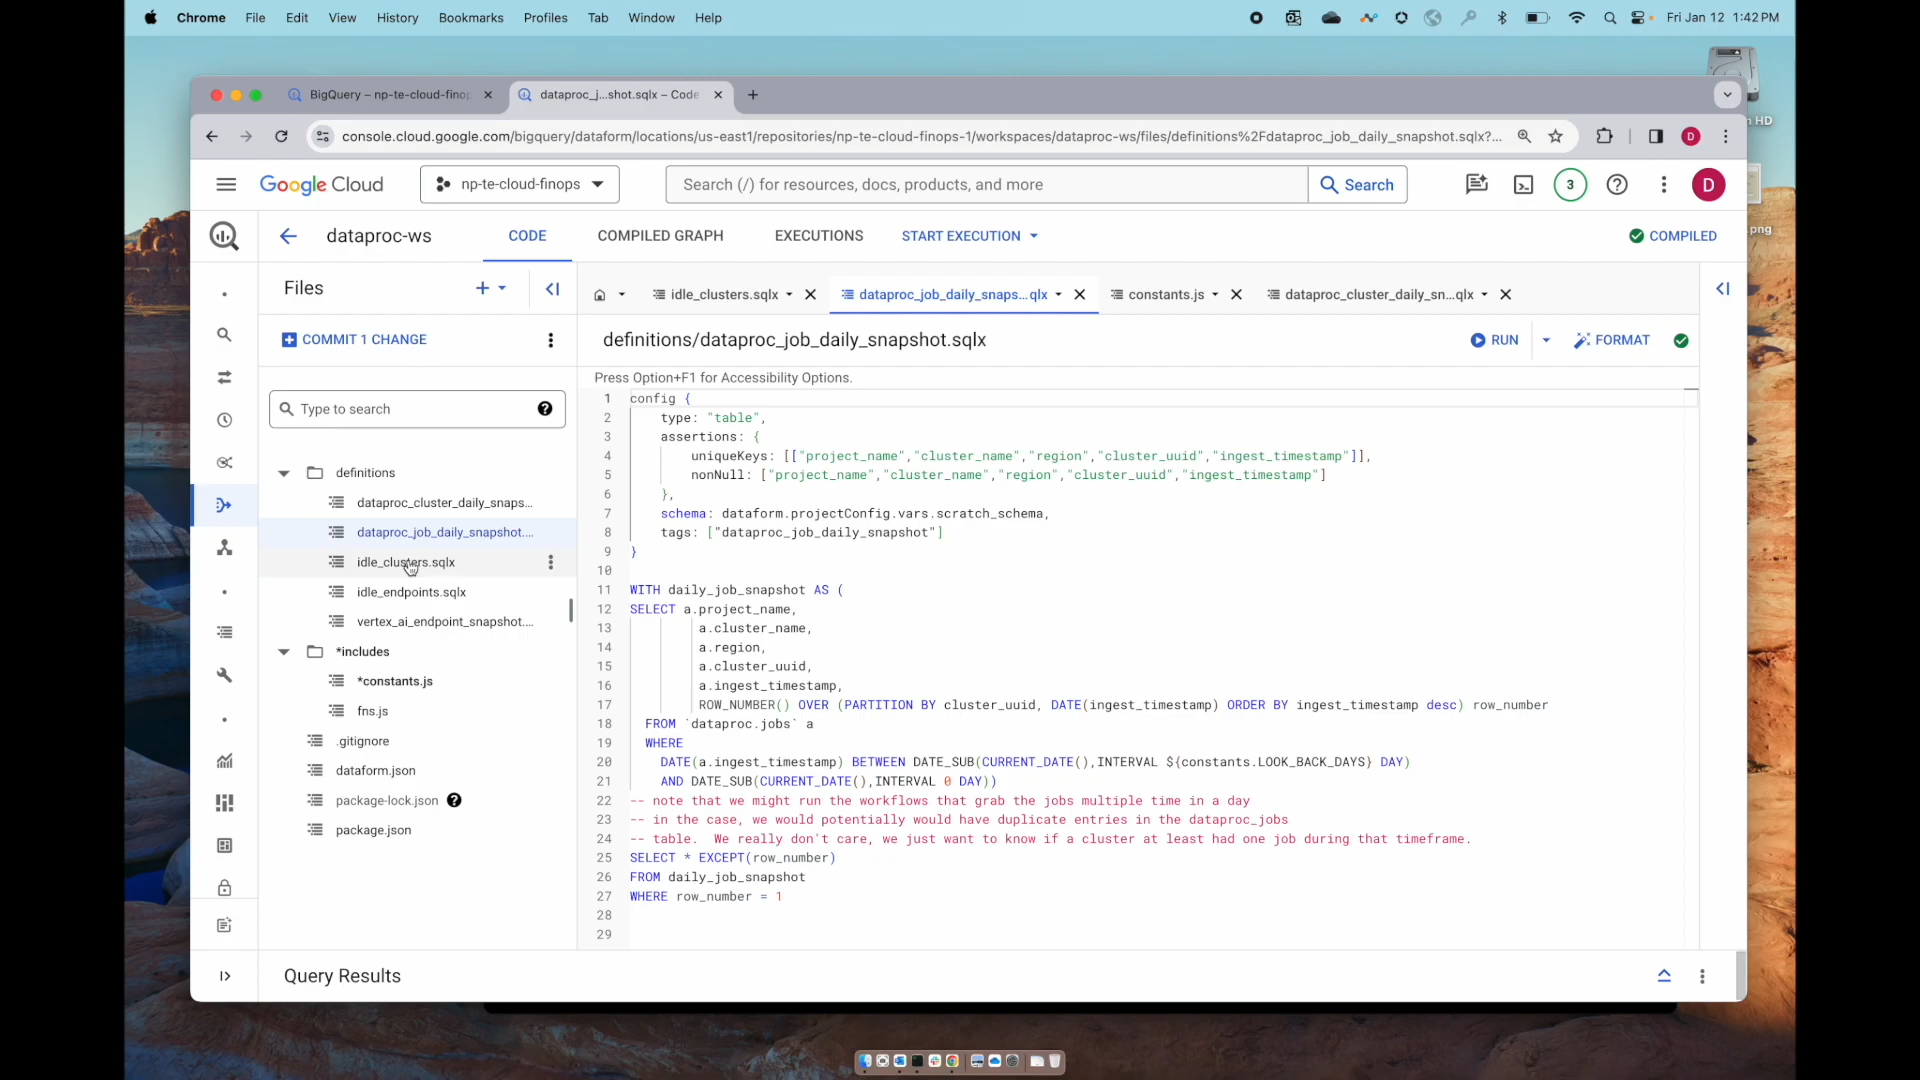 Chrome File Edit View History Bookmarks Profiles Tab Window Help Fri Jan 12 1:42 PM
BigQuery – np-te-cloud-finop
dataproc_j...shot.sqlx – Code
n HD
console.cloud.google.com/bigquery/dataform/locations/us-east1/repositories/np-te-cloud-finops-1/workspaces/dataproc-ws/files/definitions%2Fdataproc_job_daily_snapshot.sqlx?...
D
Google Cloud np-te-cloud-finops Search (/) for resources, docs, products, and more Search 3 D
.png
dataproc-ws CODE COMPILED GRAPH EXECUTIONS START EXECUTION COMPILED
Files
idle_clusters.sqlx dataproc_job_daily_snaps...qlx constants.js dataproc_cluster_daily_sn...qlx
COMMIT 1 CHANGE
definitions/dataproc_job_daily_snapshot.sqlx RUN FORMAT
Type to search
definitions
dataproc_cluster_daily_snaps...
dataproc_job_daily_snapshot....
idle_clusters.sqlx
idle_endpoints.sqlx
vertex_ai_endpoint_snapshot....
*includes
*constants.js
fns.js
.gitignore
dataform.json
package-lock.json
package.json
Press Option+F1 for Accessibility Options.
1 config {
2 type: "table",
3 assertions: {
4 uniqueKeys: [["project_name","cluster_name","region","cluster_uuid","ingest_timestamp"]],
5 nonNull: ["project_name","cluster_name","region","cluster_uuid","ingest_timestamp"]
6 },
7 schema: dataform.projectConfig.vars.scratch_schema,
8 tags: ["dataproc_job_daily_snapshot"]
9 }
10
11 WITH daily_job_snapshot AS (
12 SELECT a.project_name,
13 a.cluster_name,
14 a.region,
15 a.cluster_uuid,
16 a.ingest_timestamp,
17 ROW_NUMBER() OVER (PARTITION BY cluster_uuid, DATE(ingest_timestamp) ORDER BY ingest_timestamp desc) row_number
18 FROM `dataproc.jobs` a
19 WHERE
20 DATE(a.ingest_timestamp) BETWEEN DATE_SUB(CURRENT_DATE(),INTERVAL ${constants.LOOK_BACK_DAYS} DAY)
21 AND DATE_SUB(CURRENT_DATE(),INTERVAL 0 DAY))
22 -- note that we might run the workflows that grab the jobs multiple time in a day
23 -- in the case, we would potentially would have duplicate entries in the dataproc_jobs
24 -- table. We really don't care, we just want to know if a cluster at least had one job during that timeframe.
25 SELECT * EXCEPT(row_number)
26 FROM daily_job_snapshot
27 WHERE row_number = 1
28
29
Query Results